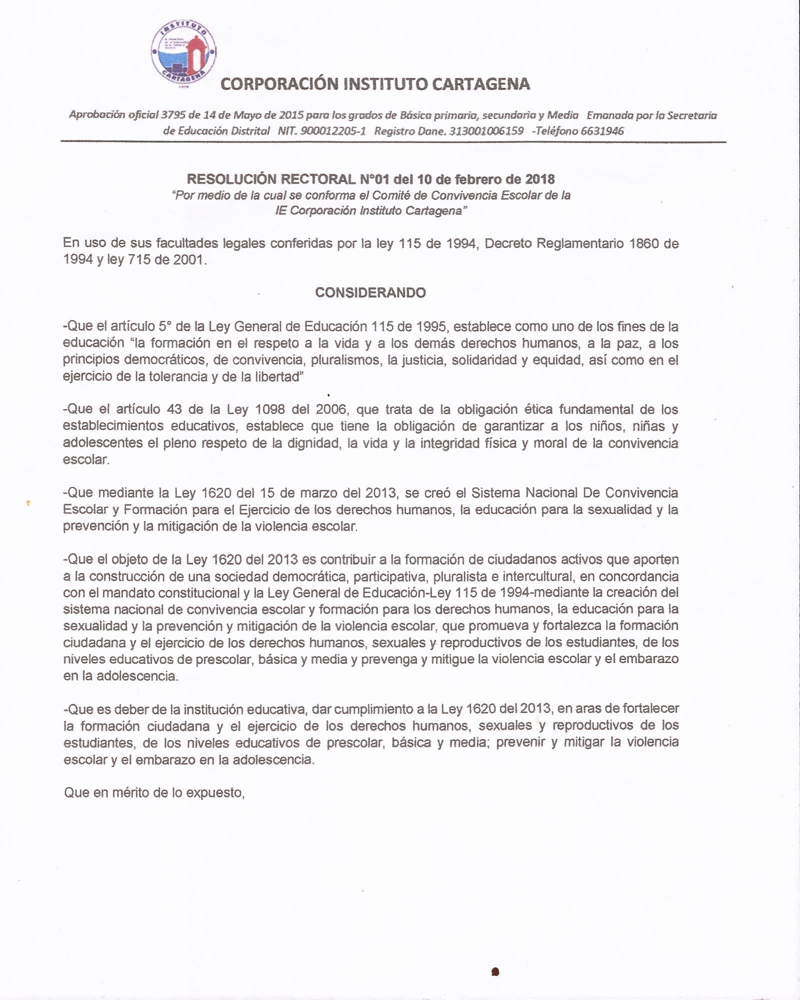 INSTITUTO
CARTAGENA
CORPORACIÓN INSTITUTO CARTAGENA
Aprobación oficial 3795 de 14 de Mayo de 2015 para los grados de Básica primaria, secundaria y Media Emanada por la Secretaria
de Educación Distrital NIT. 900012205-1 Registro Dane. 313001006159 -Teléfono 6631946
RESOLUCIÓN RECTORAL N°01 del 10 de febrero de 2018
“Por medio de la cual se conforma el Comité de Convivencia Escolar de la
IE Corporación Instituto Cartagena”
En uso de sus facultades legales conferidas por la ley 115 de 1994, Decreto Reglamentario 1860 de
1994 y ley 715 de 2001.
CONSIDERANDO
-Que el artículo 5° de la Ley General de Educación 115 de 1995, establece como uno de los fines de la
educación “la formación en el respeto a la vida y a los demás derechos humanos, a la paz, a los
principios democráticos, de convivencia, pluralismos, la justicia, solidaridad y equidad, así como en el
ejercicio de la tolerancia y de la libertad”
-Que el artículo 43 de la Ley 1098 del 2006, que trata de la obligación ética fundamental de los
establecimientos educativos, establece que tiene la obligación de garantizar a los niños, niñas y
adolescentes el pleno respeto de la dignidad, la vida y la integridad física y moral de la convivencia
escolar.
-Que mediante la Ley 1620 del 15 de marzo del 2013, se creó el Sistema Nacional De Convivencia
Escolar y Formación para el Ejercicio de los derechos humanos, la educación para la sexualidad y la
prevención y la mitigación de la violencia escolar.
-Que el objeto de la Ley 1620 del 2013 es contribuir a la formación de ciudadanos activos que aporten
a la construcción de una sociedad democrática, participativa, pluralista e intercultural, en concordancia
con el mandato constitucional y la Ley General de Educación-Ley 115 de 1994-mediante la creación del
sistema nacional de convivencia escolar y formación para los derechos humanos, la educación para la
sexualidad y la prevención y mitigación de la violencia escolar, que promueva y fortalezca la formación
ciudadana y el ejercicio de los derechos humanos, sexuales y reproductivos de los estudiantes, de los
niveles educativos de prescolar, básica y media y prevenga y mitigue la violencia escolar y el embarazo
en la adolescencia.
-Que es deber de la institución educativa, dar cumplimiento a la Ley 1620 del 2013, en aras de fortalecer
la formación ciudadana y el ejercicio de los derechos humanos, sexuales y reproductivos de los
estudiantes, de los niveles educativos de prescolar, básica y media; prevenir y mitigar la violencia
escolar y el embarazo en la adolescencia.
Que en mérito de lo expuesto,